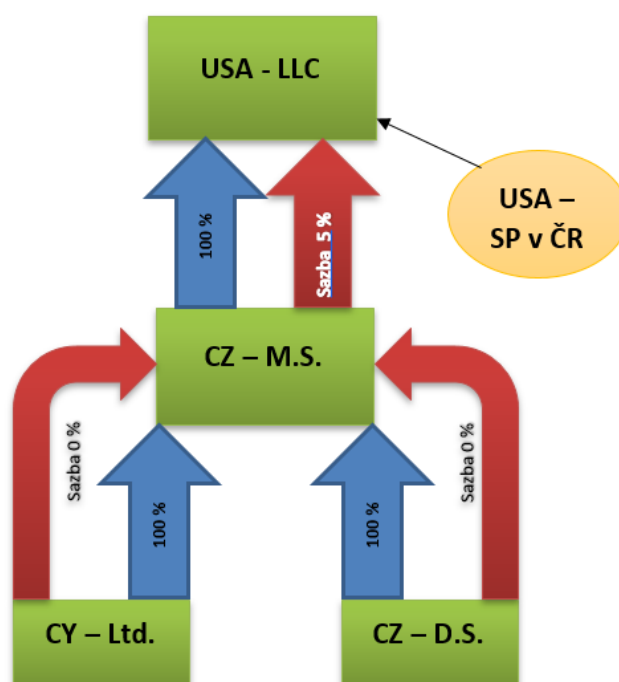 USA - LLC
USA –
SP v ČR
100 %
Sazba 5 %
CZ – M.S.
Sazba 0 %
100 %
100 %
Sazba 0 %
CY – Ltd.
CZ – D.S.